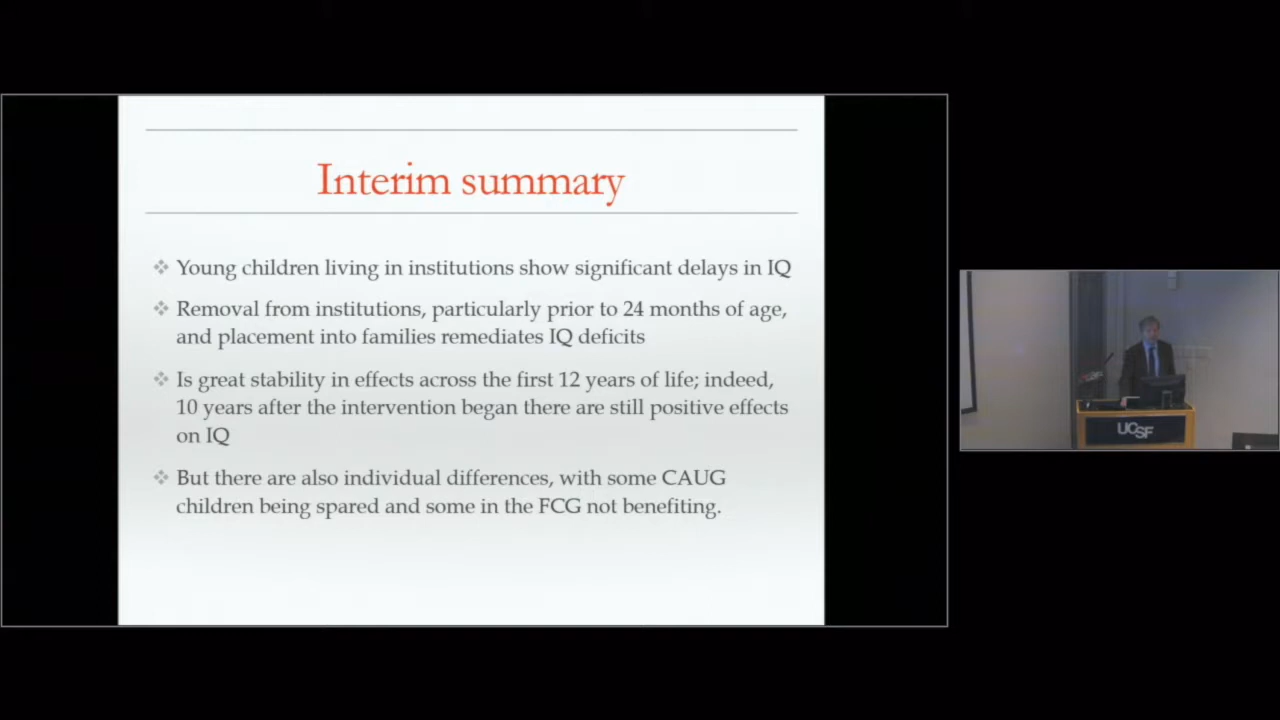 Interim summary
Young children living in institutions show significant delays in IQ
Removal from institutions, particularly prior to 24 months of age,
and placement into families remediates IQ deficits
Is great stability in effects across the first 12 years of life; indeed,
10 years after the intervention began there are still positive effects
on IQ
But there are also individual differences, with some CAUG
children being spared and some in the FCG not benefiting.
UCSF